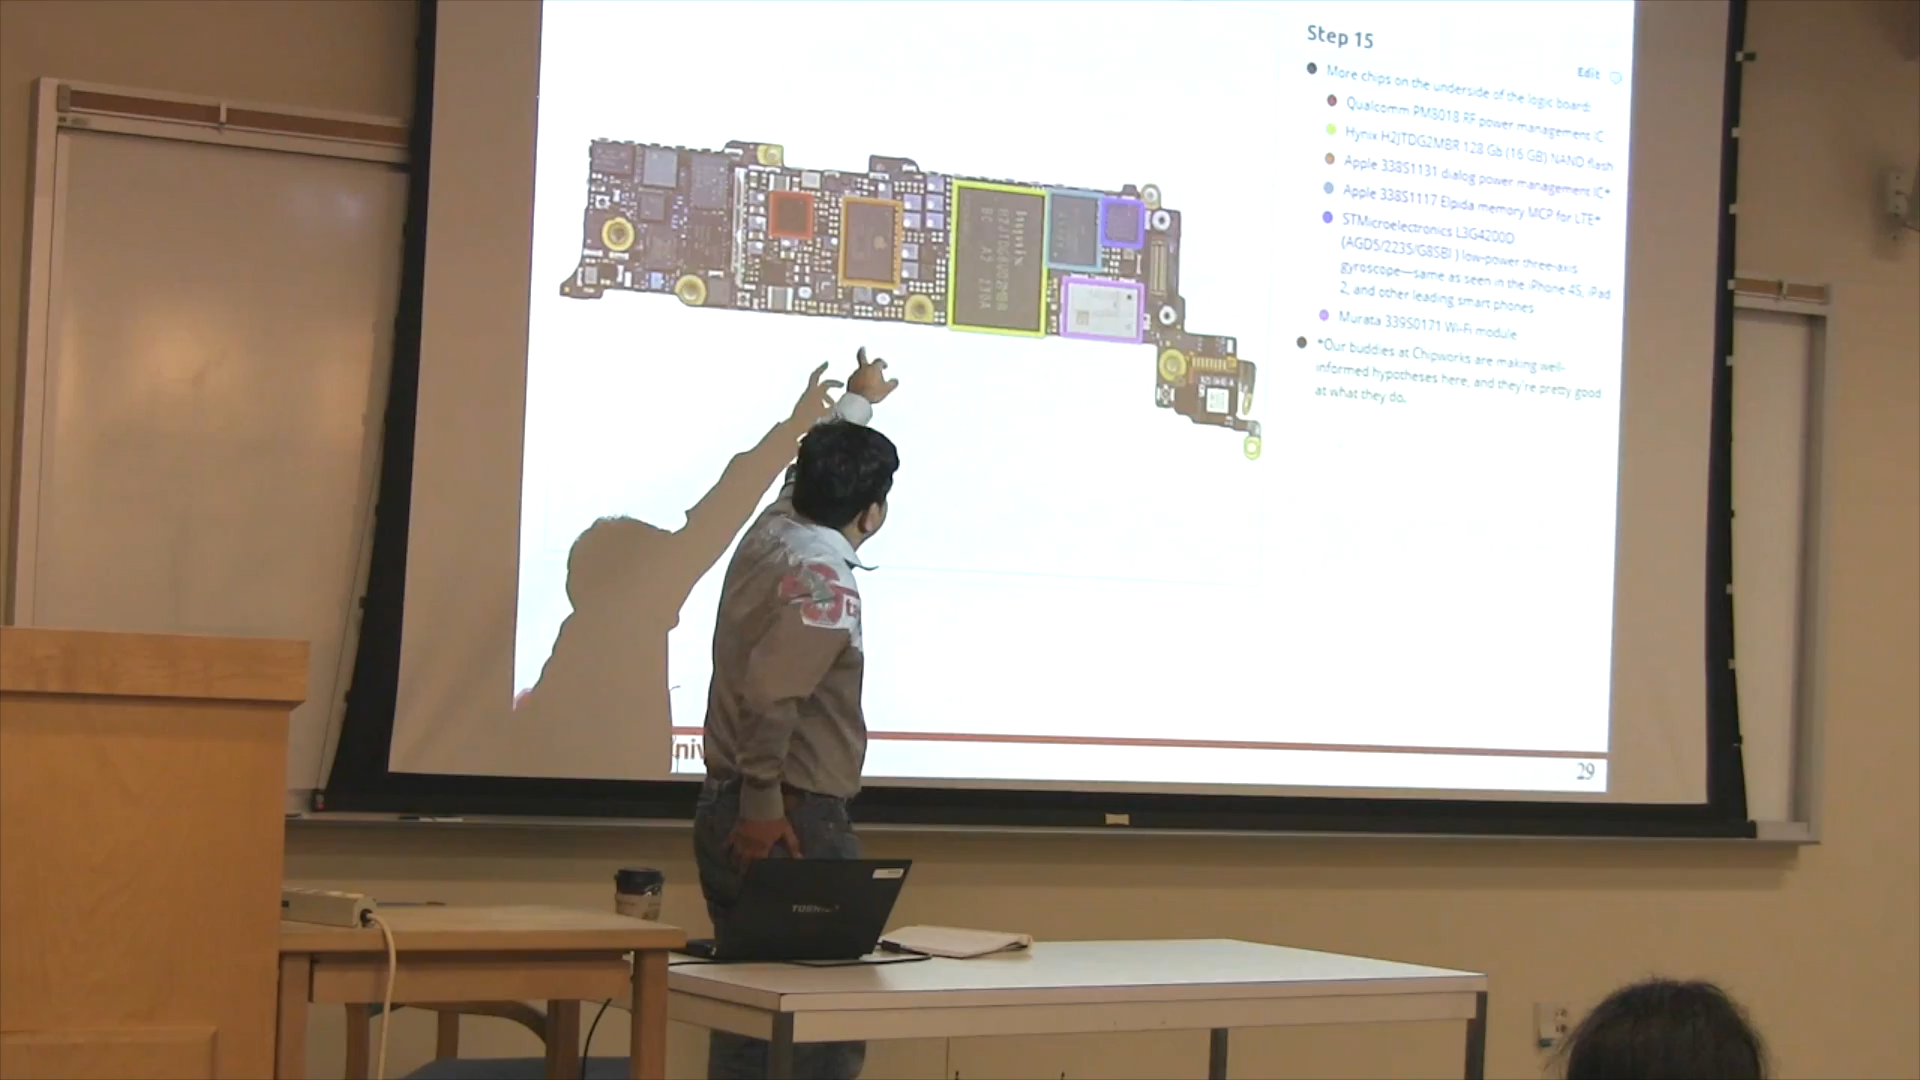 Step 15
Edit
More chips on the underside of the logic board:
Qualcomm PM8018 RF power management IC
Hynix H2JTDG2MBR 128 Gb (16 GB) NAND flash
Apple 338S1131 dialog power management IC*
Apple 338S1117 Elpida memory MCP for LTE*
STMicroelectronics L3G4200D
(AGD5/2235/G8SBI) low-power three-axis
gyroscope—same as seen in the iPhone 4S, iPad
2, and other leading smart phones
Murata 339S0171 Wi-Fi module
*Our buddies at Chipworks are making well-
informed hypotheses here, and they're pretty good
at what they do.
hynix
29
TOSHIBA